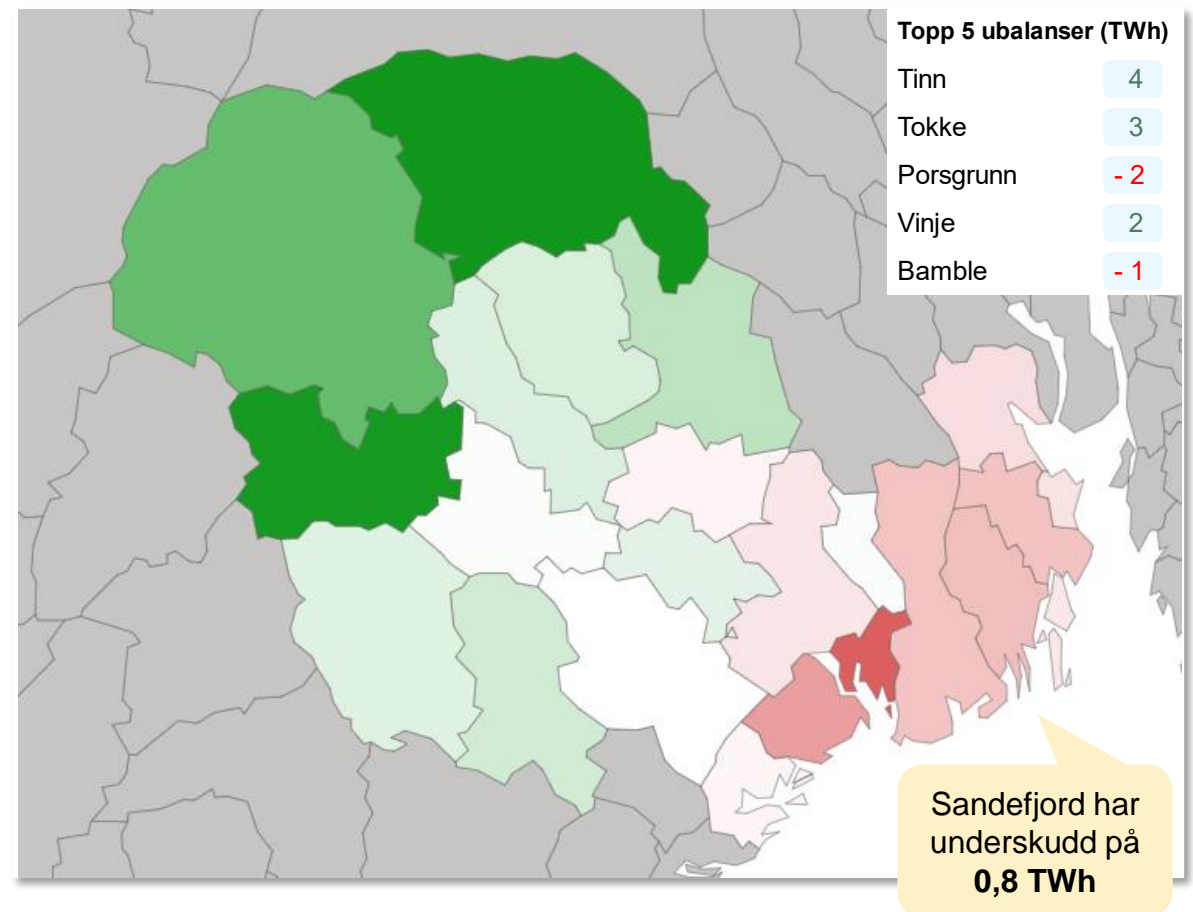 Topp 5 ubalanser (TWh)
Tinn 4
Tokke 3
Porsgrunn - 2
Vinje 2
Bamble - 1
Sandefjord har
underskudd på
0,8 TWh